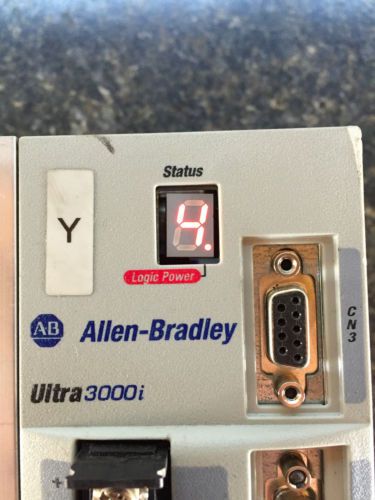 Status
Y
4.
Logic Power
AB Allen-Bradley
CN3
Ultra3000i
+